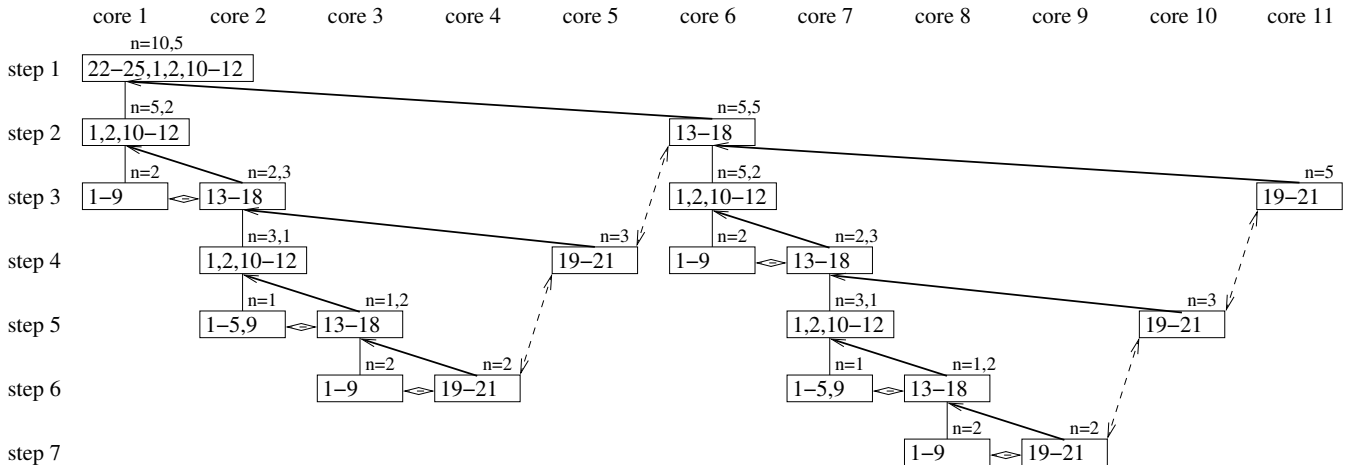 core 1 core 2 core 3 core 4 core 5 core 6 core 7 core 8 core 9 core 10 core 11
n=10,5
step 1 22−25,1,2,10−12
n=5,2 n=5,5
step 2 1,2,10−12 13−18
n=2 n=2,3 n=5,2 n=5
step 3 1−9 13−18 1,2,10−12 19−21
n=3,1 n=3 n=2 n=2,3
step 4 1,2,10−12 19−21 1−9 13−18
n=1 n=1,2 n=3,1 n=3
step 5 1−5,9 13−18 1,2,10−12 19−21
n=2 n=2 n=1 n=1,2
step 6 1−9 19−21 1−5,9 13−18
n=2 n=2
step 7 1−9 19−21